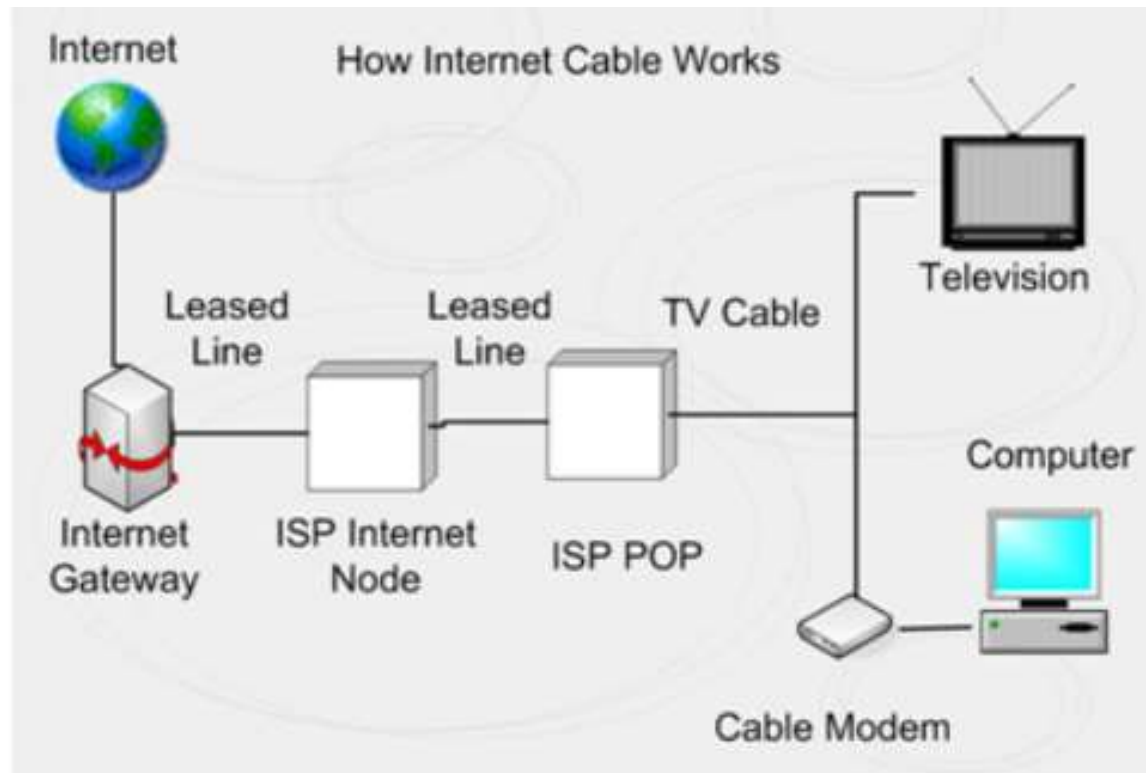 Internet
How Internet Cable Works
Television
Leased
Line
Leased
Line
TV Cable
Computer
Internet
Gateway
ISP Internet
Node
ISP POP
Cable Modem